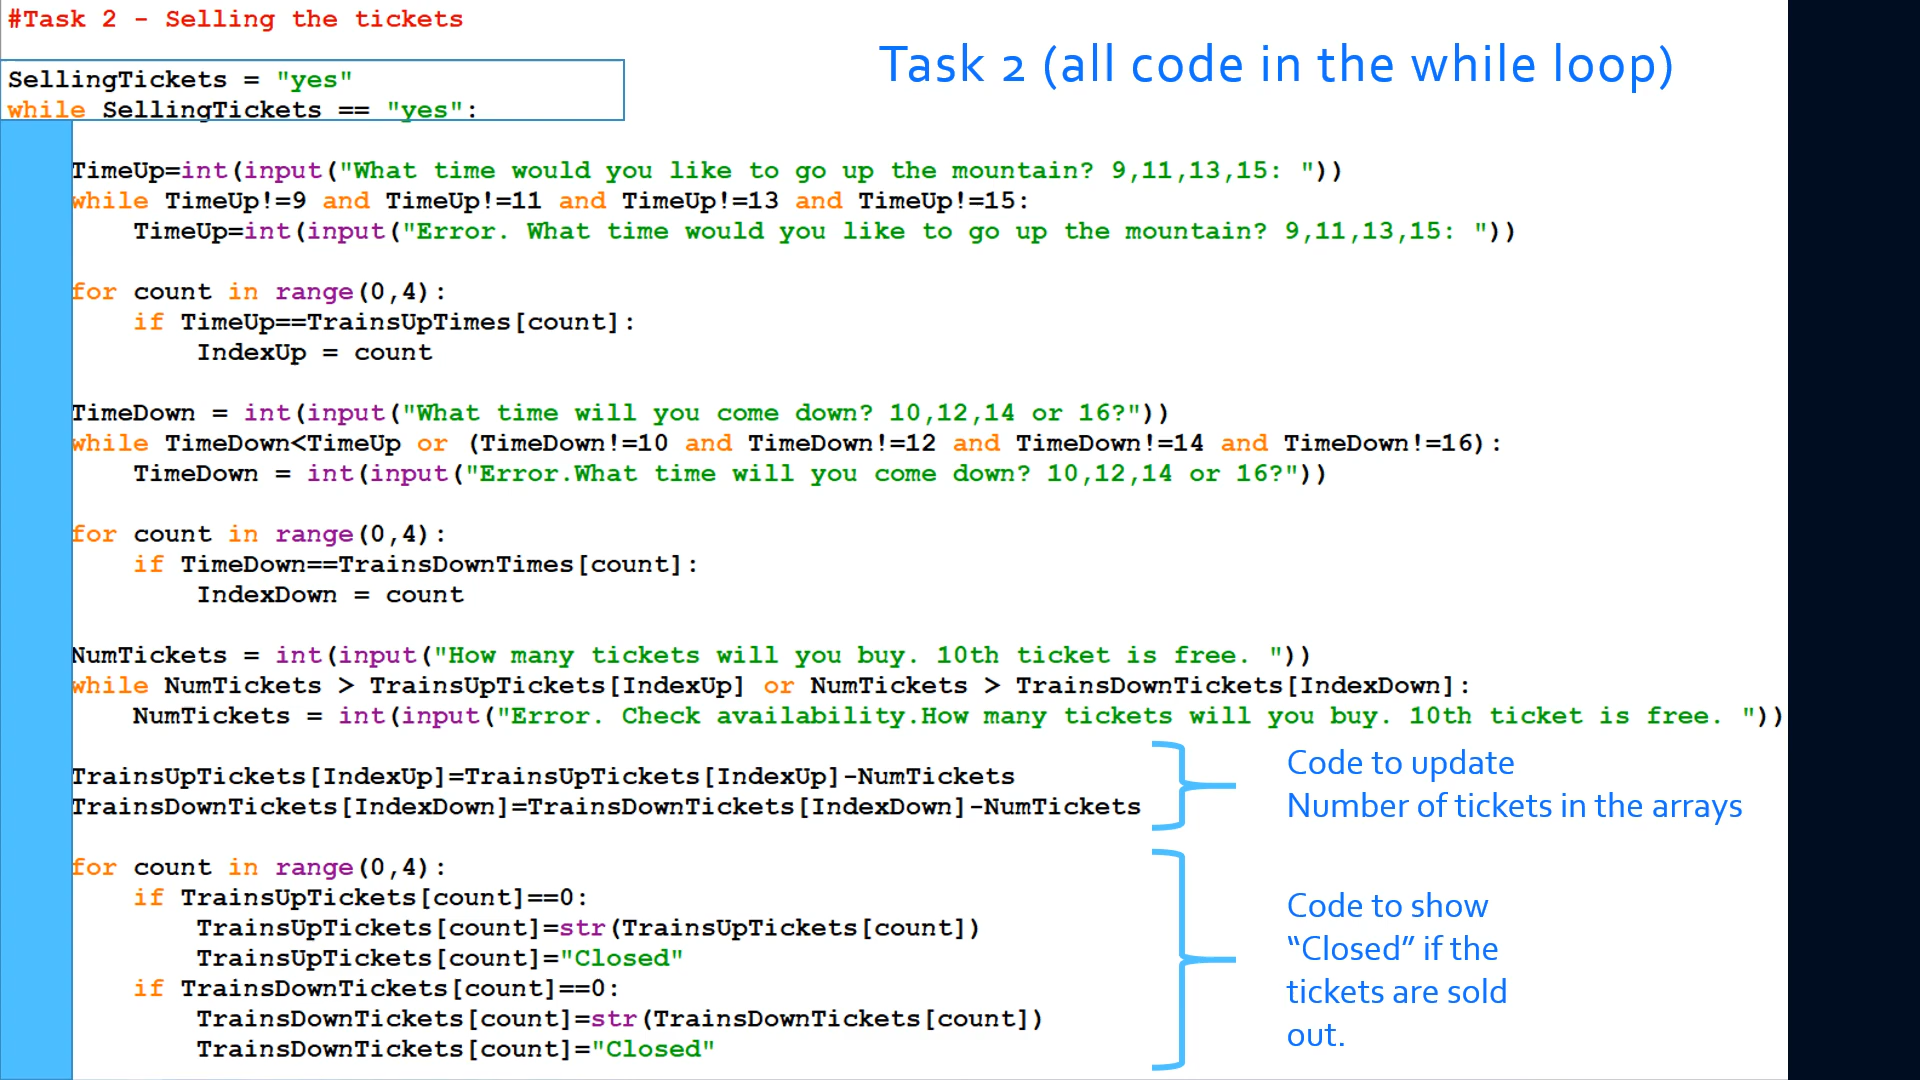 #Task 2 - Selling the tickets
Task 2 (all code in the while loop)
SellingTickets = "yes"
while SellingTickets == "yes":
TimeUp=int(input("What time would you like to go up the mountain? 9,11,13,15: "))
while TimeUp!=9 and TimeUp!=11 and TimeUp!=13 and TimeUp!=15:
TimeUp=int(input("Error. What time would you like to go up the mountain? 9,11,13,15: "))
for count in range(0,4):
if TimeUp==TrainsUpTimes[count]:
IndexUp = count
TimeDown = int(input("What time will you come down? 10,12,14 or 16?"))
while TimeDown<TimeUp or (TimeDown!=10 and TimeDown!=12 and TimeDown!=14 and TimeDown!=16):
TimeDown = int(input("Error.What time will you come down? 10,12,14 or 16?"))
for count in range(0,4):
if TimeDown==TrainsDownTimes[count]:
IndexDown = count
NumTickets = int(input("How many tickets will you buy. 10th ticket is free. "))
while NumTickets > TrainsUpTickets[IndexUp] or NumTickets > TrainsDownTickets[IndexDown]:
NumTickets = int(input("Error. Check availability.How many tickets will you buy. 10th ticket is free. "))
TrainsUpTickets[IndexUp]=TrainsUpTickets[IndexUp]-NumTickets
TrainsDownTickets[IndexDown]=TrainsDownTickets[IndexDown]-NumTickets
Code to update
Number of tickets in the arrays
for count in range(0,4):
if TrainsUpTickets[count]==0:
TrainsUpTickets[count]=str(TrainsUpTickets[count])
TrainsUpTickets[count]="Closed"
if TrainsDownTickets[count]==0:
TrainsDownTickets[count]=str(TrainsDownTickets[count])
TrainsDownTickets[count]="Closed"
Code to show
“Closed” if the
tickets are sold
out.